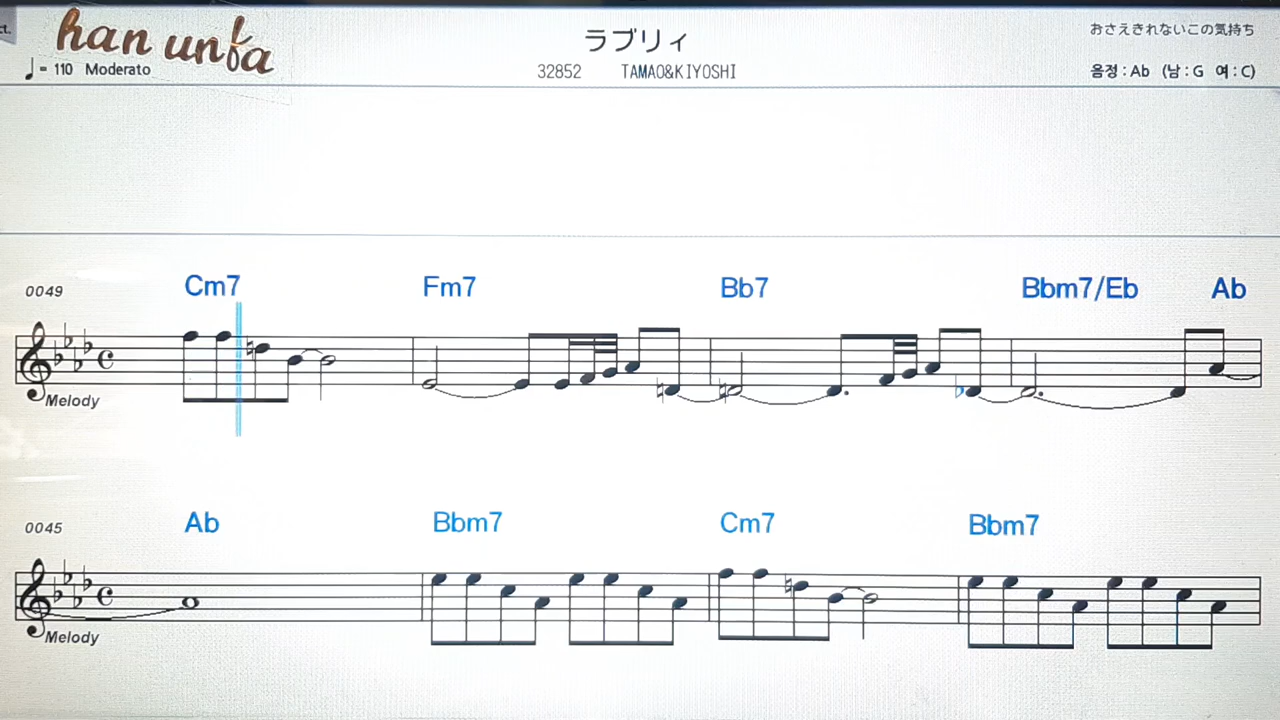 ct.
han unfa
ラブリィ
おさえきれないこの気持ち
♩= 110 Moderato
32852 TAMAO&KIYOSHI
음정 : Ab (남 : G 여 : C)
Cm7 Fm7 Bb7 Bbm7/Eb Ab
0049
Melody
Ab Bbm7 Cm7 Bbm7
0045
Melody